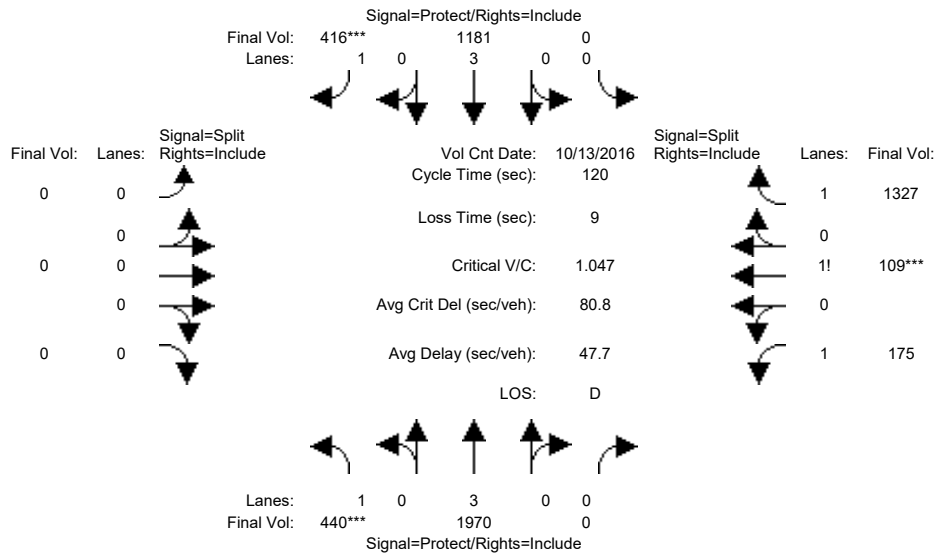 Signal=Protect/Rights=Include
Final Vol: 416*** 1181 0
Lanes: 1 0 3 0 0
Signal=Split
Final Vol: Lanes: Rights=Include
Vol Cnt Date: 10/13/2016
Signal=Split
Rights=Include Lanes: Final Vol:
Cycle Time (sec): 120
0 0
1 1327
Loss Time (sec): 9
0
0
0 0
Critical V/C: 1.047
1! 109***
0
Avg Crit Del (sec/veh): 80.8
0
0 0
Avg Delay (sec/veh): 47.7
1 175
LOS: D
Lanes: 1 0 3 0 0
Final Vol: 440*** 1970 0
Signal=Protect/Rights=Include